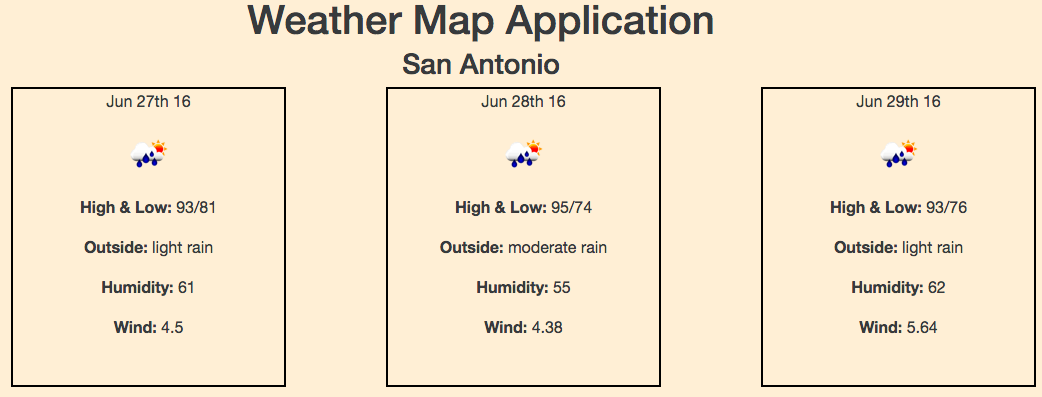 Weather Map Application
San Antonio
Jun 27th 16
High & Low: 93/81
Outside: light rain
Humidity: 61
Wind: 4.5
Jun 28th 16
High & Low: 95/74
Outside: moderate rain
Humidity: 55
Wind: 4.38
Jun 29th 16
High & Low: 93/76
Outside: light rain
Humidity: 62
Wind: 5.64